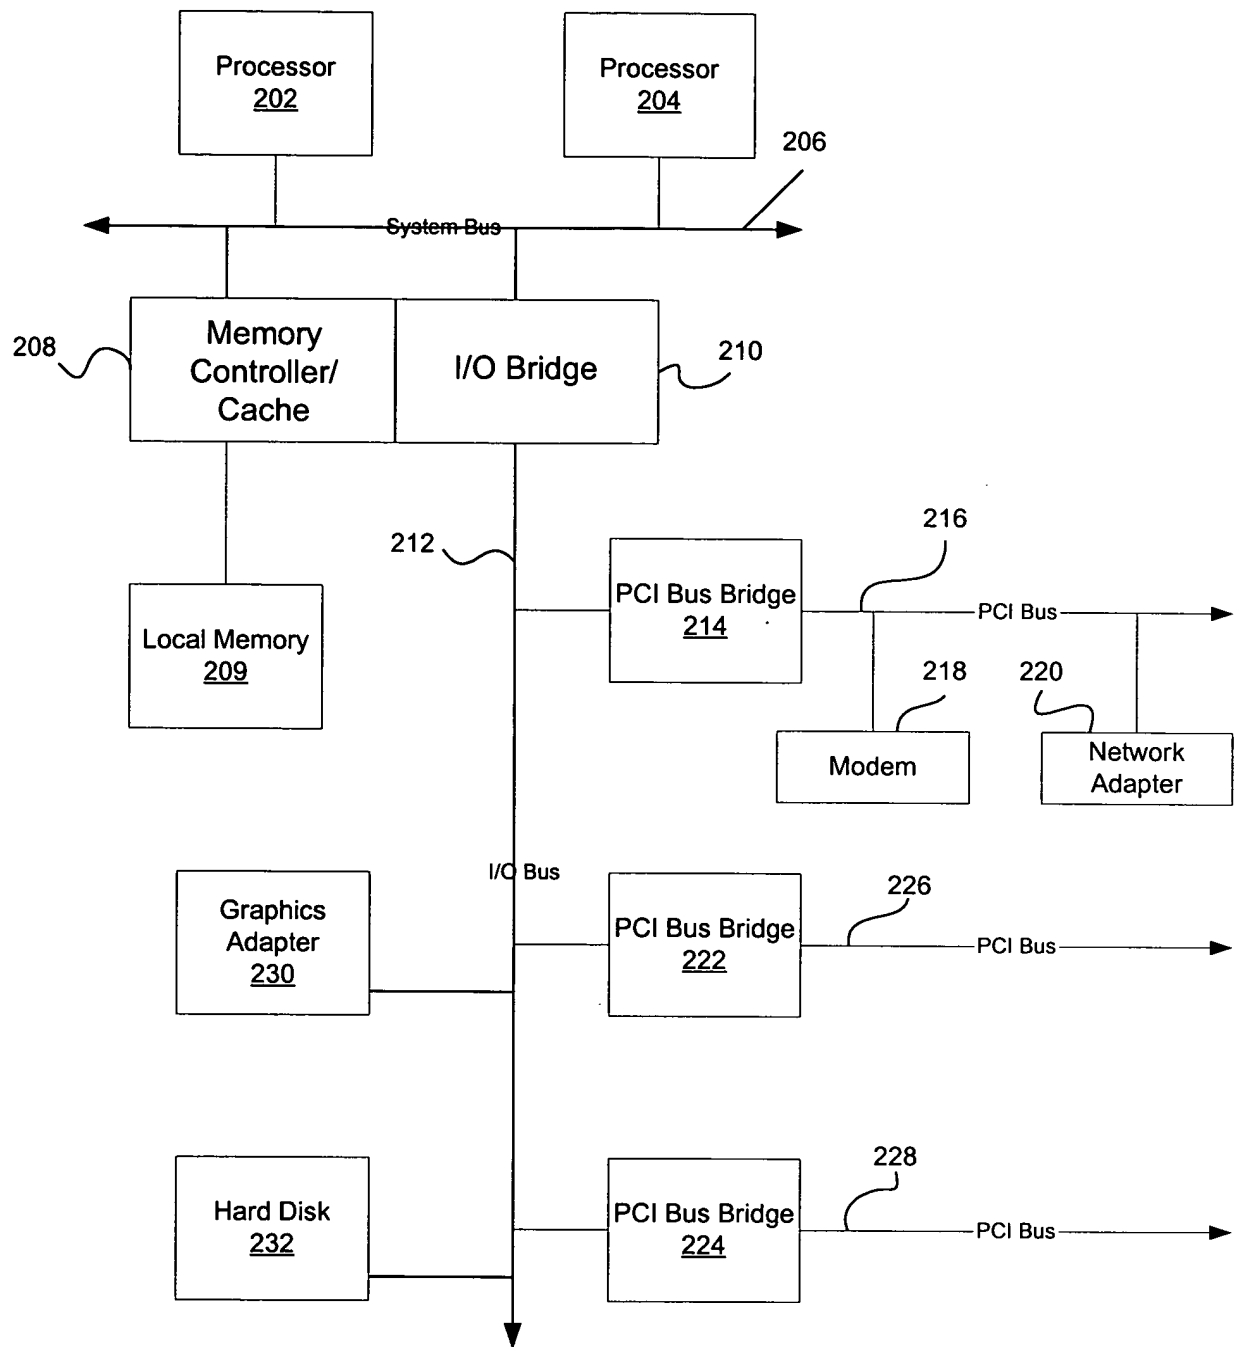 Processor
202
Processor
204
206
System Bus
208
Memory
Controller/
Cache
I/O Bridge
210
212
216
PCI Bus Bridge
214
PCI Bus
Local Memory
209
218
220
Modem
Network
Adapter
I/O Bus
226
Graphics
Adapter
230
PCI Bus Bridge
222
PCI Bus
228
Hard Disk
232
PCI Bus Bridge
224
PCI Bus